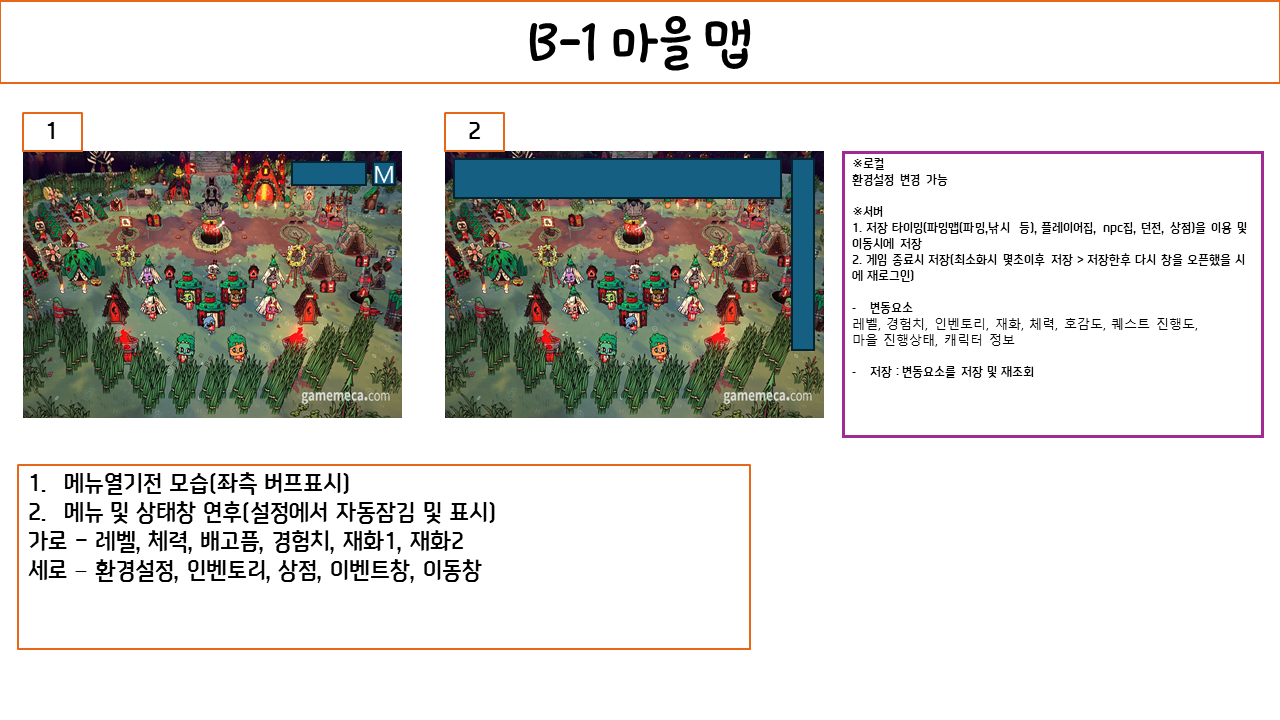 B-1 마을 맵
1
2
M
gamemeca.com
gamemeca.com
※로컬
환경설정 변경 가능
※서버
1. 저장 타이밍(파밍맵(파밍,낚시 등), 플레이어집, npc집, 던전, 상점)을 이용 및
이동시에 저장
2. 게임 종료시 저장(최소화시 몇초이후 저장 > 저장한후 다시 창을 오픈했을 시
에 재로그인)
- 변동요소
레벨, 경험치, 인벤토리, 재화, 체력, 호감도, 퀘스트 진행도,
마을 진행상태, 캐릭터 정보
- 저장 : 변동요소를 저장 및 재조회
1. 메뉴열기전 모습(좌측 버프표시)
2. 메뉴 및 상태창 연후(설정에서 자동잠김 및 표시)
가로 - 레벨, 체력, 배고픔, 경험치, 재화1, 재화2
세로 – 환경설정, 인벤토리, 상점, 이벤트창, 이동창